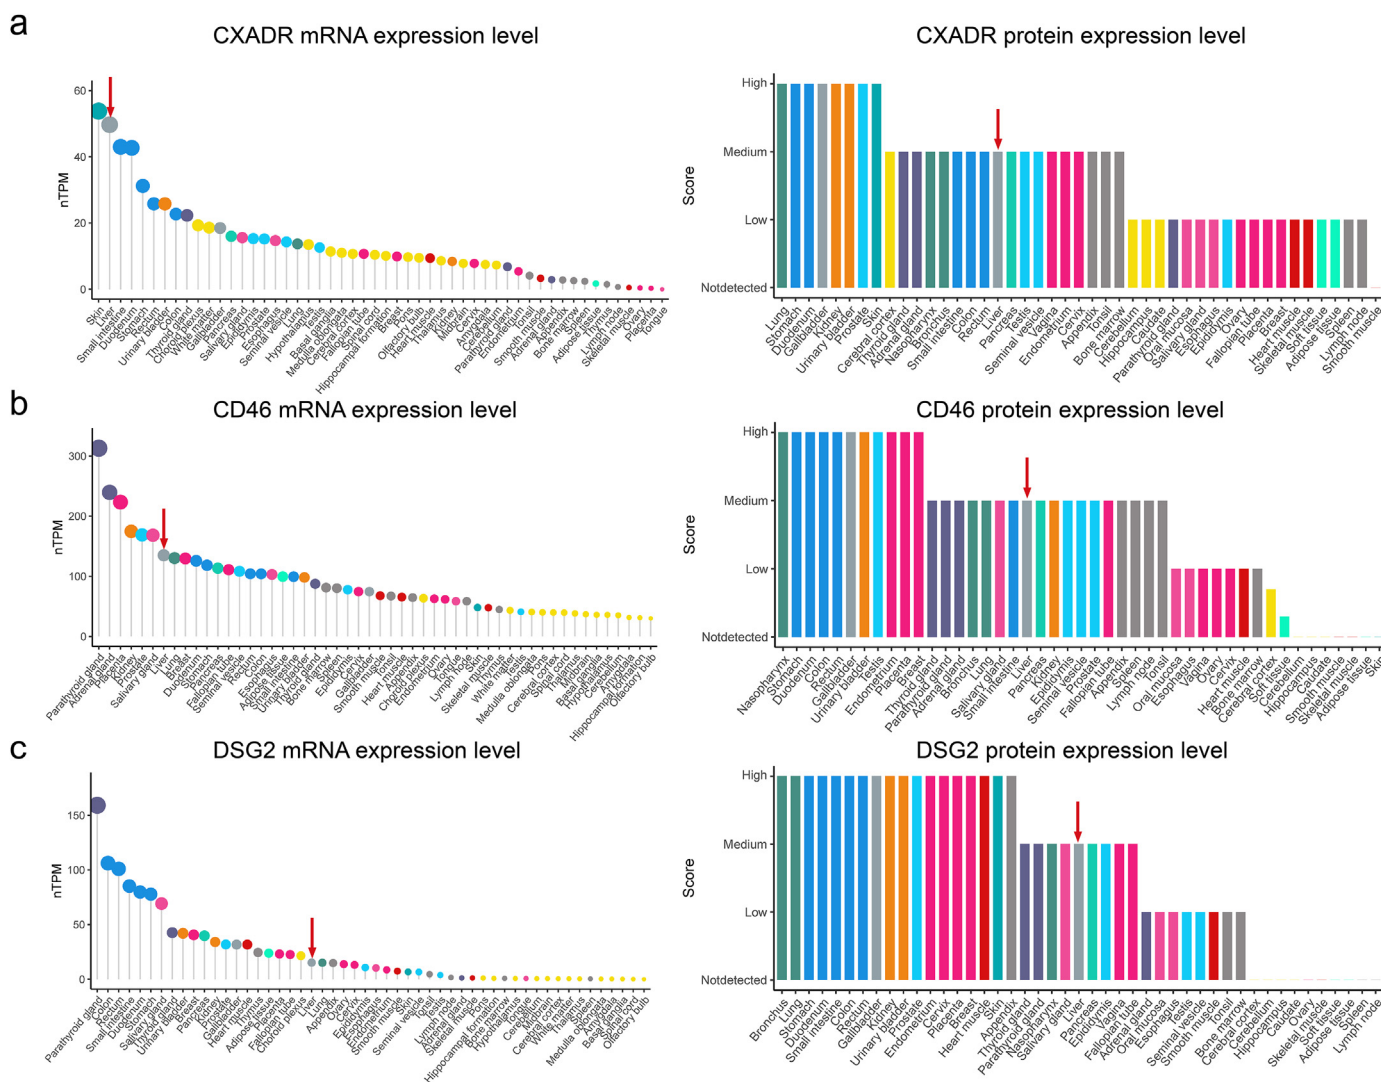 a
CXADR mRNA expression level
CXADR protein expression level
nTPM
60
40
20
0
Skin
Liver
Small intestine
Duodenum
Urinary bladder
Colon
Thyroid gland
Choroid plexus
White matter
Gallbladder
Pancreas
Salivary gland
Epididymis
Prostate
Esophagus
Seminal vesicle
Lung
Hypothalamus
Testis
Basal ganglia
Medulla oblongata
Cerebral cortex
Fallopian tube
Spinal cord
Hippocampal formation
Breast
Pons
Olfactory bulb
Heart muscle
Thalamus
Kidney
Midbrain
Cervix
Amygdala
Cerebellum
Parathyroid gland
Endometrium
Tonsil
Smooth muscle
Adrenal gland
Appendix
Bone marrow
Spleen
Adipose tissue
Thymus
Lymph node
Skeletal muscle
Ovary
Placenta
Tongue
Score
High
Medium
Low
Notdetected
Lung
Stomach
Duodenum
Gallbladder
Kidney
Urinary bladder
Prostate
Skin
Cerebral cortex
Thyroid gland
Adrenal gland
Nasopharynx
Bronchus
Small intestine
Colon
Rectum
Liver
Pancreas
Testis
Seminal vesicle
Vagina
Endometrium
Cervix
Appendix
Tonsil
Bone marrow
Cerebellum
Hippocampus
Caudate
Parathyroid gland
Oral mucosa
Salivary gland
Esophagus
Epididymis
Ovary
Fallopian tube
Placenta
Breast
Heart muscle
Skeletal muscle
Soft tissue
Adipose tissue
Spleen
Lymph node
Smooth muscle
b
CD46 mRNA expression level
CD46 protein expression level
nTPM
300
200
100
0
Parathyroid gland
Adrenal gland
Placenta
Kidney
Prostate
Salivary gland
Liver
Lung
Breast
Duodenum
Stomach
Pancreas
Fallopian tube
Seminal vesicle
Rectum
Colon
Esophagus
Adipose tissue
Small intestine
Urinary bladder
Thyroid gland
Bone marrow
Spleen
Epididymis
Cervix
Gallbladder
Smooth muscle
Tonsil
Heart muscle
Appendix
Choroid plexus
Endometrium
Ovary
Tongue
Lymph node
Skin
Skeletal muscle
Thymus
White matter
Testis
Medulla oblongata
Pons
Cerebral cortex
Spinal cord
Thalamus
Midbrain
Basal ganglia
Hypothalamus
Cerebellum
Amygdala
Hippocampal formation
Olfactory bulb
Score
High
Medium
Low
Notdetected
Nasopharynx
Stomach
Duodenum
Colon
Rectum
Gallbladder
Urinary bladder
Testis
Endometrium
Placenta
Breast
Thyroid gland
Parathyroid gland
Adrenal gland
Bronchus
Lung
Salivary gland
Small intestine
Liver
Pancreas
Kidney
Epididymis
Seminal vesicle
Prostate
Fallopian tube
Appendix
Spleen
Lymph node
Tonsil
Oral mucosa
Esophagus
Vagina
Ovary
Cervix
Heart muscle
Bone marrow
Cerebral cortex
Soft tissue
Cerebellum
Hippocampus
Caudate
Smooth muscle
Skeletal muscle
Adipose tissue
Skin
c
DSG2 mRNA expression level
DSG2 protein expression level
nTPM
150
100
50
0
Parathyroid gland
Colon
Rectum
Small intestine
Duodenum
Stomach
Salivary gland
Thyroid gland
Urinary bladder
Breast
Pancreas
Kidney
Prostate
Gallbladder
Heart muscle
Thymus
Adipose tissue
Placenta
Fallopian tube
Choroid plexus
Liver
Lung
Appendix
Ovary
Cervix
Epididymis
Esophagus
Endometrium
Smooth muscle
Skin
Seminal vesicle
Tonsil
Testis
Lymph node
Adrenal gland
Skeletal muscle
Pons
Hippocampal formation
Bone marrow
Hypothalamus
Tongue
Cerebellum
Amygdala
Midbrain
Cerebral cortex
White matter
Thalamus
Spleen
Medulla oblongata
Basal ganglia
Spinal cord
Olfactory bulb
Score
High
Medium
Low
Notdetected
Bronchus
Lung
Stomach
Duodenum
Small intestine
Colon
Rectum
Gallbladder
Kidney
Urinary bladder
Prostate
Endometrium
Cervix
Placenta
Breast
Heart muscle
Skin
Appendix
Thyroid gland
Parathyroid gland
Nasopharynx
Salivary gland
Liver
Pancreas
Epididymis
Vagina
Fallopian tube
Adrenal gland
Oral mucosa
Esophagus
Testis
Seminal vesicle
Smooth muscle
Tonsil
Bone marrow
Cerebral cortex
Cerebellum
Hippocampus
Caudate
Ovary
Skeletal muscle
Soft tissue
Adipose tissue
Spleen
Lymph node